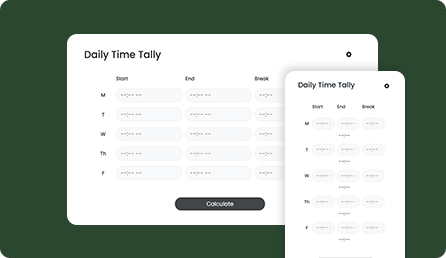 Daily Time Tally
Start End Break
M --:-- -- --:-- -- --:--
T --:-- -- --:-- -- --:--
W --:-- -- --:-- -- --:--
Th --:-- -- --:-- -- --:--
F --:-- -- --:-- -- --:--
Calculate
Daily Time Tally
Start End Break
M --:-- - --:-- - --:--
--:--
T --:-- - --:-- - --:--
--:--
W --:-- - --:-- - --:--
--:--
Th --:-- - --:-- - --:--
--:--
F --:-- - --:-- - --:--
--:--